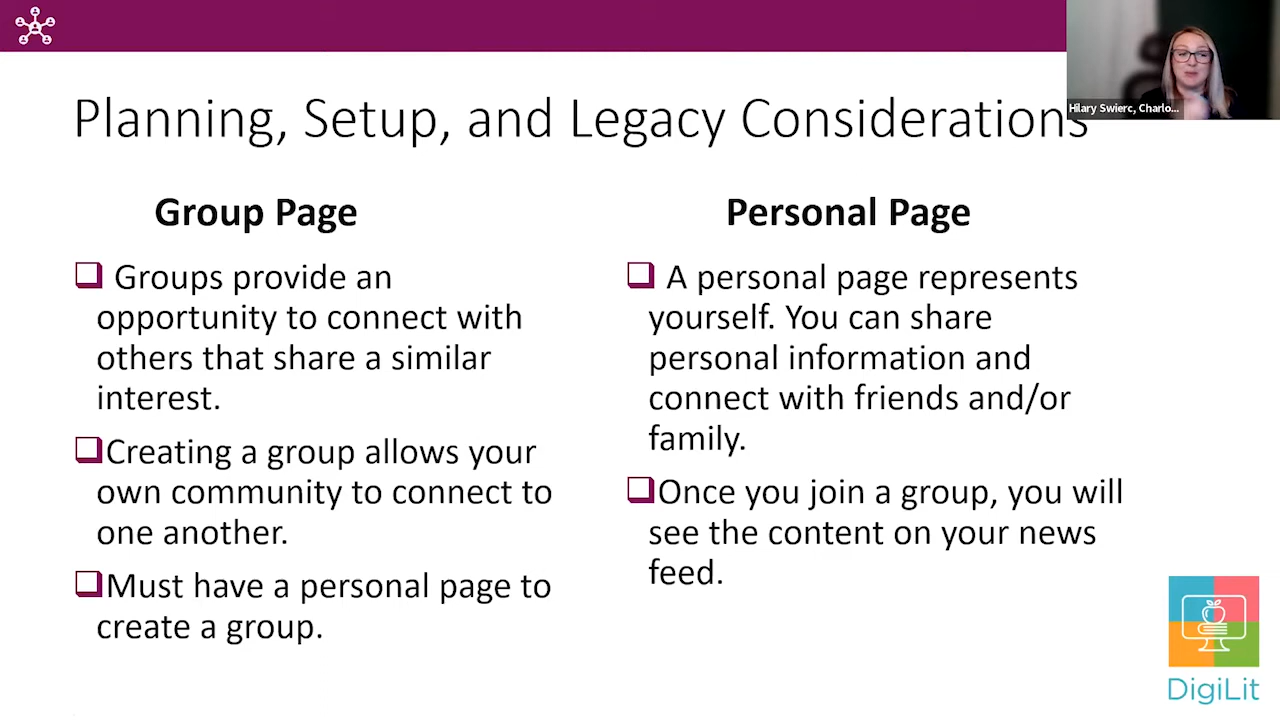 Hilary Swierc, Charlo...
Planning, Setup, and Legacy Considerations
Group Page
Groups provide an
opportunity to connect with
others that share a similar
interest.
Creating a group allows your
own community to connect to
one another.
Must have a personal page to
create a group.
Personal Page
A personal page represents
yourself. You can share
personal information and
connect with friends and/or
family.
Once you join a group, you will
see the content on your news
feed.
DigiLit